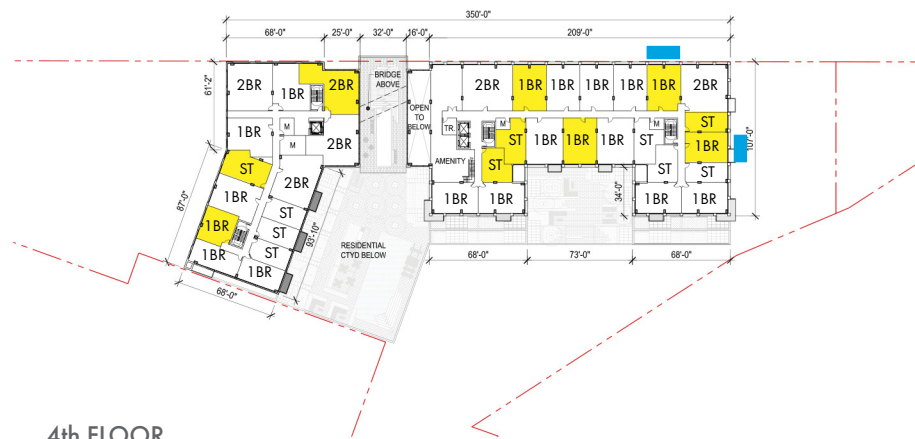 350'-0"
68'-0" 25'-0" 32'-0" 16'-0" 209'-0"
61'-2"
2BR 1BR 2BR
BRIDGE
ABOVE
2BR 1BR 1BR 1BR 1BR 1BR 2BR
OPEN
TO
BELOW
1BR M M 2BR
TR. M ST 1BR 1BR 1BR ST M ST
1BR
107'-0"
AMENITY ST ST ST
ST 2BR
1BR ST
1BR ST
1BR ST
1BR
87'-0"
93'-10"
68'-0"
1BR 1BR 1BR 1BR
34'-0"
RESIDENTIAL
CTYD BELOW
68'-0" 73'-0" 68'-0"
4th FLOOR